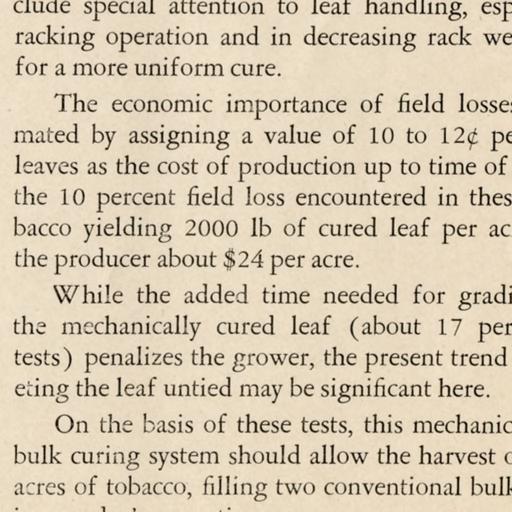 clude special attention to leaf handling, esp
racking operation and in decreasing rack we
for a more uniform cure.
The economic importance of field losses
mated by assigning a value of 10 to 12¢ pe
leaves as the cost of production up to time of
the 10 percent field loss encountered in thes
bacco yielding 2000 lb of cured leaf per ac
the producer about $24 per acre.
While the added time needed for gradi
the mechanically cured leaf (about 17 per
tests) penalizes the grower, the present trend
eting the leaf untied may be significant here.
On the basis of these tests, this mechanic
bulk curing system should allow the harvest o
acres of tobacco, filling two conventional bulk